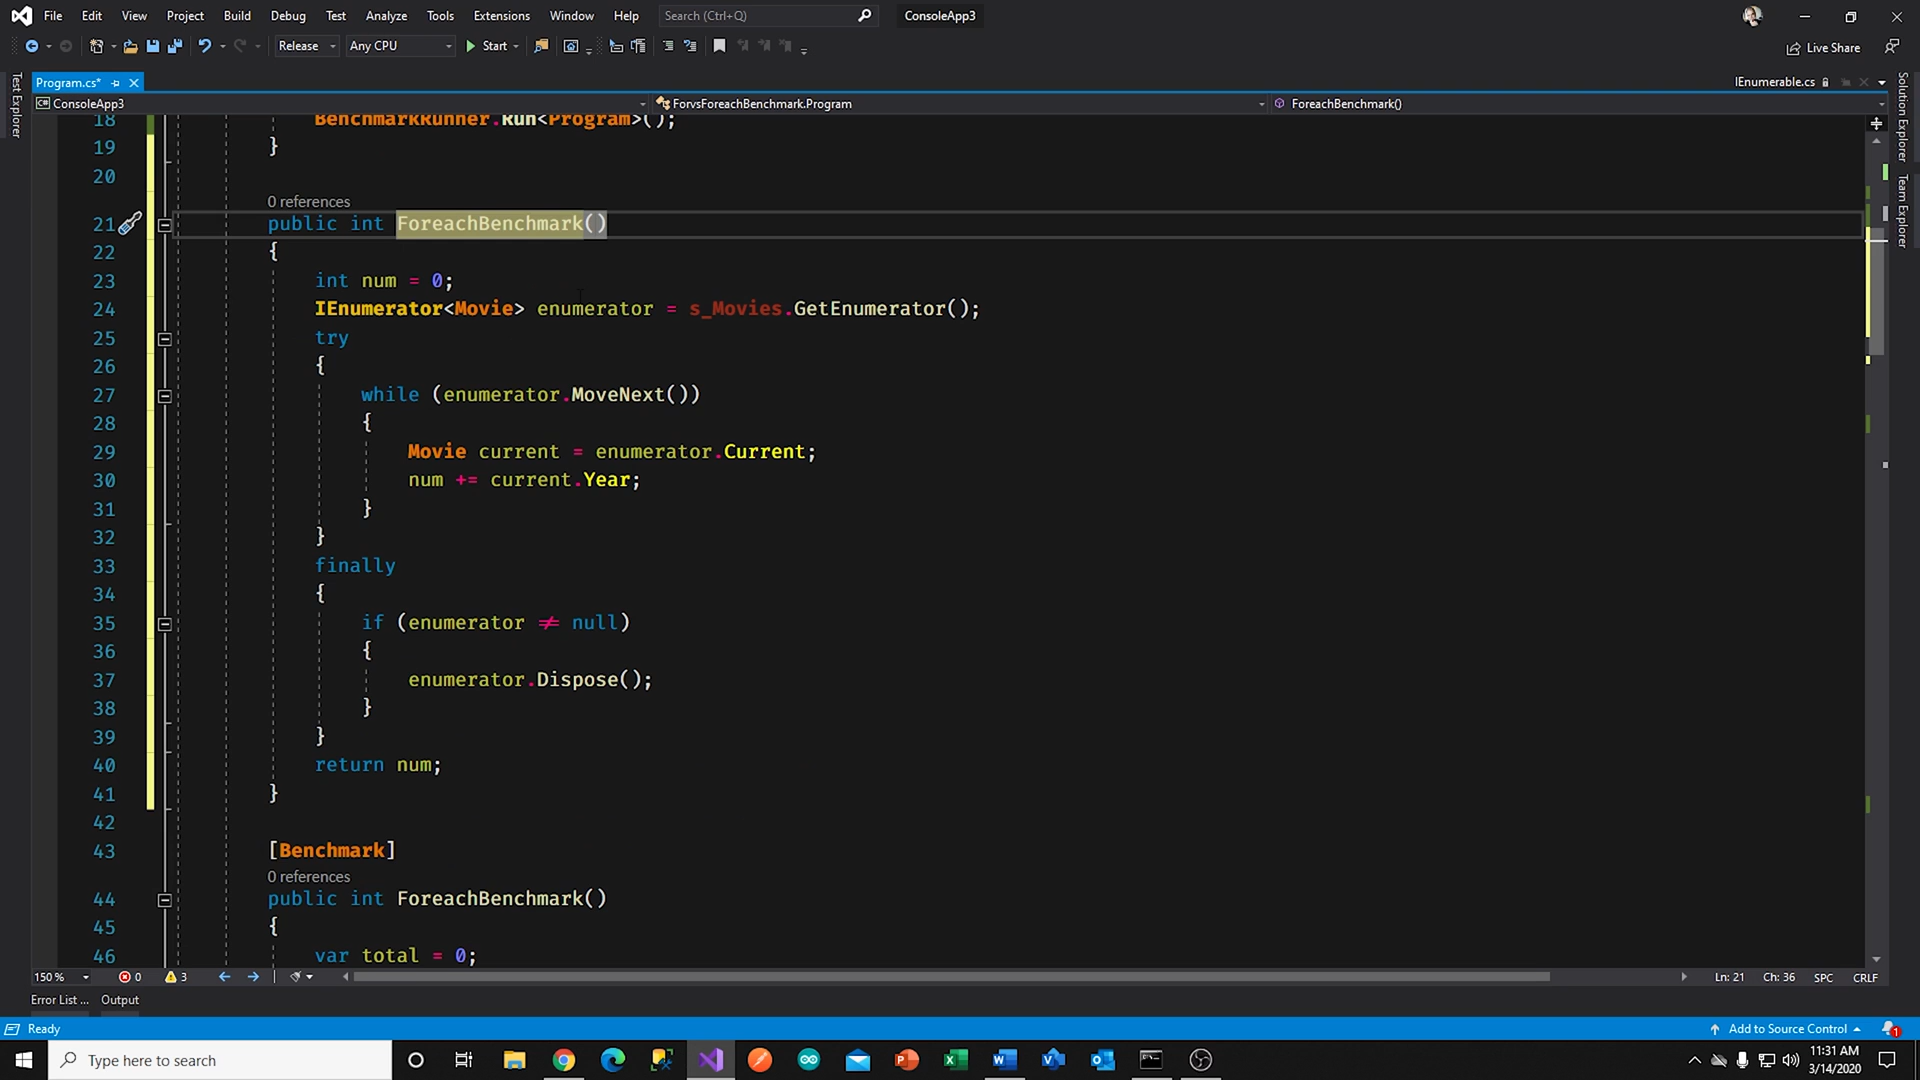 File Edit View Project Build Debug Test Analyze Tools Extensions Window Help Search (Ctrl+Q) ConsoleApp3
Release Any CPU Start Live Share
Program.cs* IEnumerable.cs
ConsoleApp3 ForvsForeachBenchmark.Program ForeachBenchmark()
Test Explorer
Solution Explorer
Team Explorer
18 BenchmarkRunner.Run<Program>();
19 }
20
0 references
21 public int ForeachBenchmark()
22 {
23 int num = 0;
24 IEnumerator<Movie> enumerator = s_Movies.GetEnumerator();
25 try
26 {
27 while (enumerator.MoveNext())
28 {
29 Movie current = enumerator.Current;
30 num += current.Year;
31 }
32 }
33 finally
34 {
35 if (enumerator ≠ null)
36 {
37 enumerator.Dispose();
38 }
39 }
40 return num;
41 }
42
43 [Benchmark]
0 references
44 public int ForeachBenchmark()
45 {
46 var total = 0;
150 % 0 3 Ln: 21 Ch: 36 SPC CRLF
Error List ... Output
Ready Add to Source Control 1
Type here to search 11:31 AM
3/14/2020